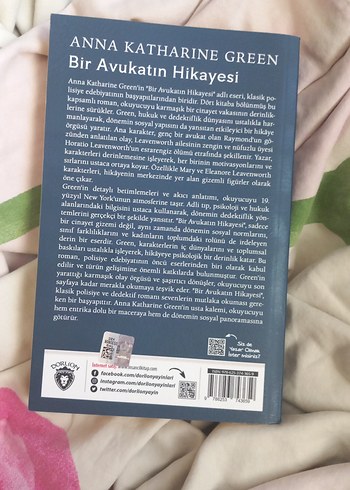 ANNA KATHARINE GREEN
Bir Avukatın Hikayesi
Anna Katharine Green'in "Bir Avukatın Hikayesi" adlı eseri, klasik po-
lisiye edebiyatının başyapıtlarından biridir. Dört kitaba bölünmüş bu
kapsamlı roman, okuyucuyu karmaşık bir cinayet vakasının derinlik-
lerine sürükler. Green, hukuk ve dedektiflik dünyasını ustalıkla har-
manlayarak, dönemin sosyal yapısını da yansıtan etkileyici bir hikâye
örgüsü yaratır. Ana karakter, genç bir avukat olan Raymond'un gö-
zünden anlatılan olay, Leavenworth ailesinin zengin ve nüfuzlu üyesi
Horatio Leavenworth'un esrarengiz ölümü etrafında şekillenir. Yazar,
karakterleri derinlemesine işleyerek, her birinin motivasyonlarını ve
sırlarını ustaca ortaya koyar. Özellikle Mary ve Eleanore Leavenworth
karakterleri, hikâyenin merkezinde yer alan gizemli figürler olarak
öne çıkar.
Green'in detaylı betimlemeleri ve akıcı anlatımı, okuyucuyu 19.
yüzyıl New York'unun atmosferine taşır. Adli tıp, psikoloji ve hukuk
alanlarındaki bilgisini ustaca kullanarak, dönemin dedektiflik yön-
temlerini gerçekçi bir şekilde yansıtır. "Bir Avukatın Hikayesi", sadece
bir cinayet gizemi değil, aynı zamanda dönemin sosyal normlarını,
sınıf farklılıklarını ve kadınların toplumdaki rolünü de irdeleyen
derin bir eserdir. Green, karakterlerin iç dünyalarını ve toplumsal
baskıları ustalıkla işleyerek, hikâyeye psikolojik bir derinlik katar. Bu
roman, polisiye edebiyatının öncü eserlerinden biri olarak kabul
edilir ve türün gelişimine önemli katkılarda bulunmuştur. Green'in
yarattığı karmaşık olay örgüsü ve şaşırtıcı dönüşler, okuyucuyu son
sayfaya kadar merakla okumaya teşvik eder. "Bir Avukatın Hikayesi",
klasik polisiye ve dedektif romanı sevenlerin mutlaka okuması gere-
ken bir başyapıttır. Anna Katharine Green'in usta kalemi, okuyucuyu
hem entrika dolu bir maceraya hem de dönemin sosyal panoramasına
götürür.
Siz de
Yazar Olmak
İster misiniz?
DORLION
facebook.com/dorlionyayinlari
instagram.com/dorlionyayinlari
twitter.com/dorlionyayin